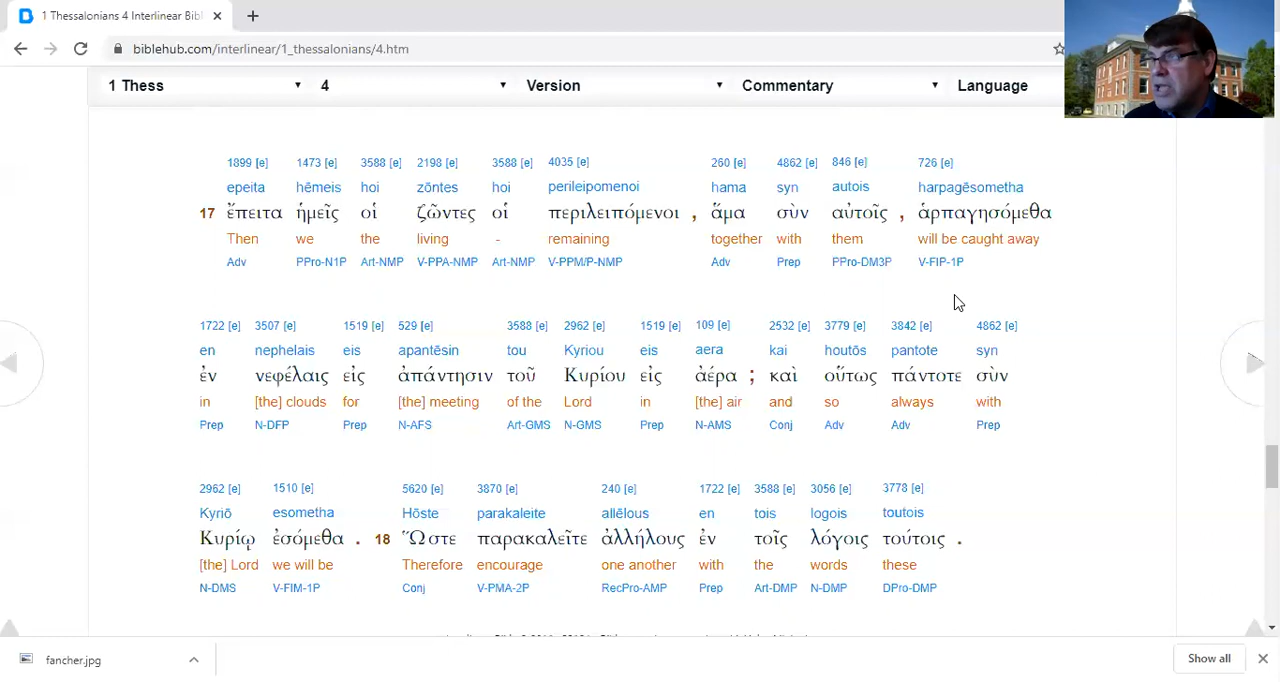 1 Thessalonians 4 Interlinear Bibl
biblehub.com/interlinear/1_thessalonians/4.htm
1 Thess 4 Version Commentary Language
1899 [e] 1473 [e] 3588 [e] 2198 [e] 3588 [e] 4035 [e] 260 [e] 4862 [e] 846 [e] 726 [e]
epeita hēmeis hoi zōntes hoi perileipomenoi hama syn autois harpagēsometha
17 ἔπειτα ἡμεῖς οἱ ζῶντες οἱ περιλειπόμενοι , ἅμα σὺν αὐτοῖς , ἁρπαγησόμεθα
Then we the living - remaining together with them will be caught away
Adv PPro-N1P Art-NMP V-PPA-NMP Art-NMP V-PPM/P-NMP Adv Prep PPro-DM3P V-FIP-1P
1722 [e] 3507 [e] 1519 [e] 529 [e] 3588 [e] 2962 [e] 1519 [e] 109 [e] 2532 [e] 3779 [e] 3842 [e] 4862 [e]
en nephelais eis apantēsin tou Kyriou eis aera kai houtōs pantote syn
ἐν νεφέλαις εἰς ἀπάντησιν τοῦ Κυρίου εἰς ἀέρα ; καὶ οὕτως πάντοτε σὺν
in [the] clouds for [the] meeting of the Lord in [the] air and so always with
Prep N-DFP Prep N-AFS Art-GMS N-GMS Prep N-AMS Conj Adv Adv Prep
2962 [e] 1510 [e] 5620 [e] 3870 [e] 240 [e] 1722 [e] 3588 [e] 3056 [e] 3778 [e]
Kyriō esometha Hōste parakaleite allēlous en tois logois toutois
Κυρίῳ ἐσόμεθα . 18 Ὥστε παρακαλεῖτε ἀλλήλους ἐν τοῖς λόγοις τούτοις .
[the] Lord we will be Therefore encourage one another with the words these
N-DMS V-FIM-1P Conj V-PMA-2P RecPro-AMP Prep Art-DMP N-DMP DPro-DMP
fancher.jpg Show all